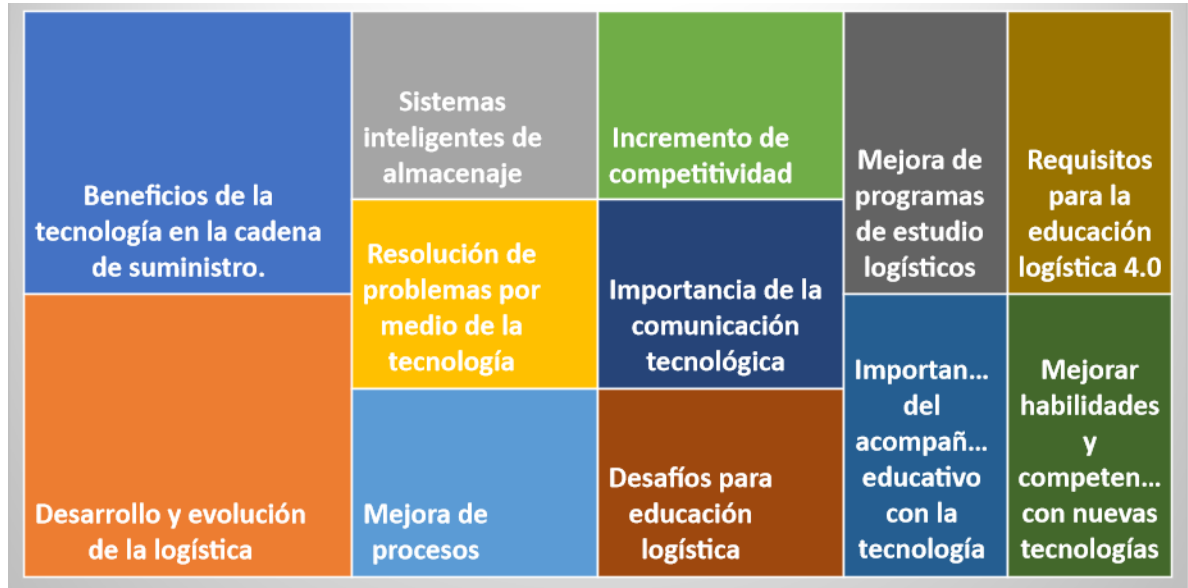 Beneficios de la
tecnología en la cadena
de suministro.
Desarrollo y evolución
de la logística
Sistemas
inteligentes de
almacenaje
Resolución de
problemas por
medio de la
tecnología
Mejora de
procesos
Incremento de
competitividad
Importancia de la
comunicación
tecnológica
Desafíos para
educación
logística
Mejora de
programas
de estudio
logísticos
Importan...
del
acompañ...
educativo
con la
tecnología
Requisitos
para la
educación
logística 4.0
Mejorar
habilidades
y
competen...
con nuevas
tecnologías